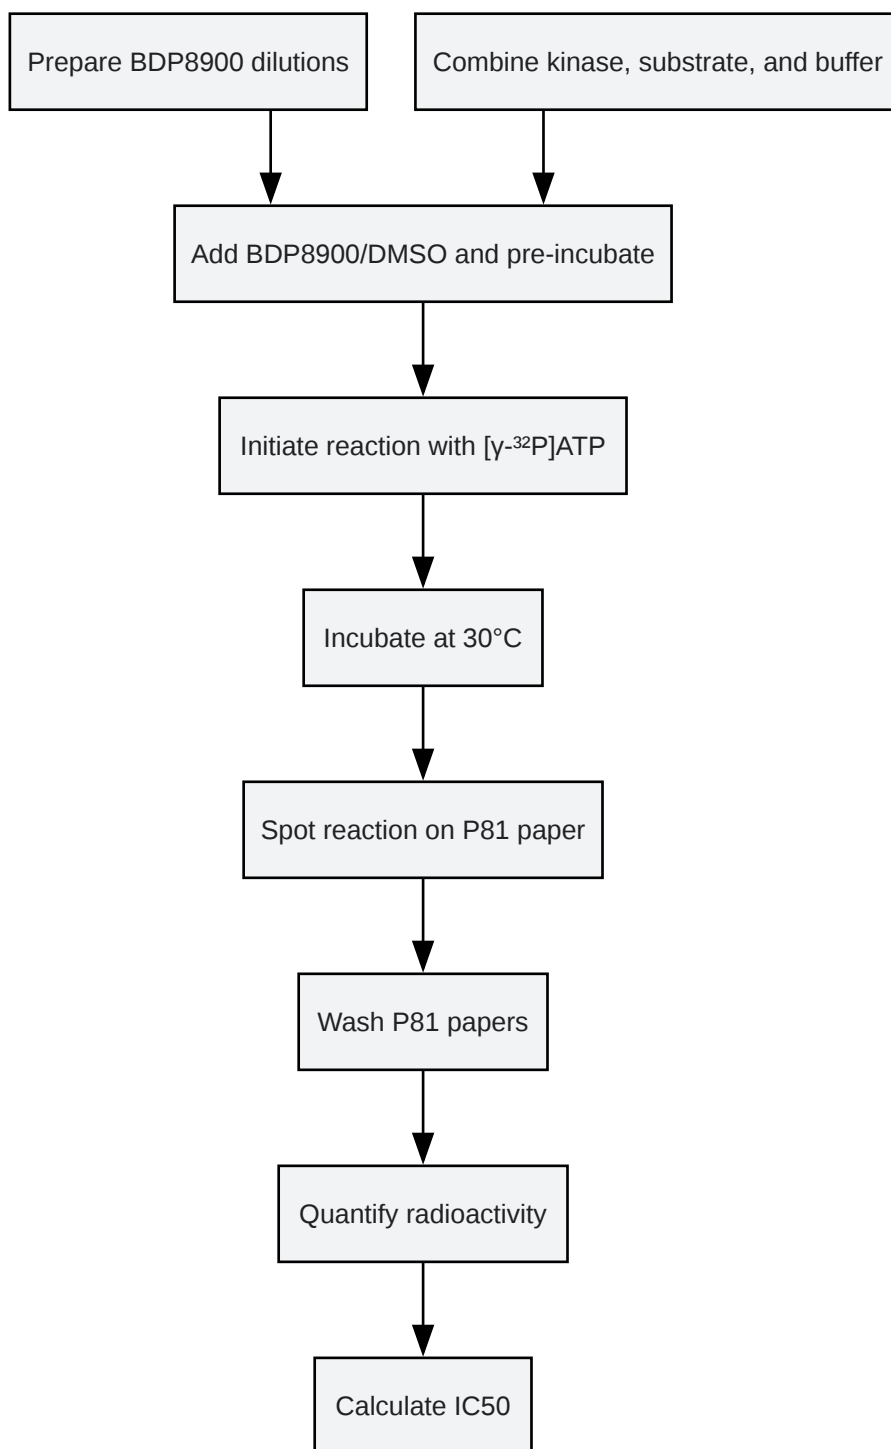 Prepare BDP8900 dilutions
Combine kinase, substrate, and buffer
Add BDP8900/DMSO and pre-incubate
Initiate reaction with [γ-³²P]ATP
Incubate at 30°C
Spot reaction on P81 paper
Wash P81 papers
Quantify radioactivity
Calculate IC50